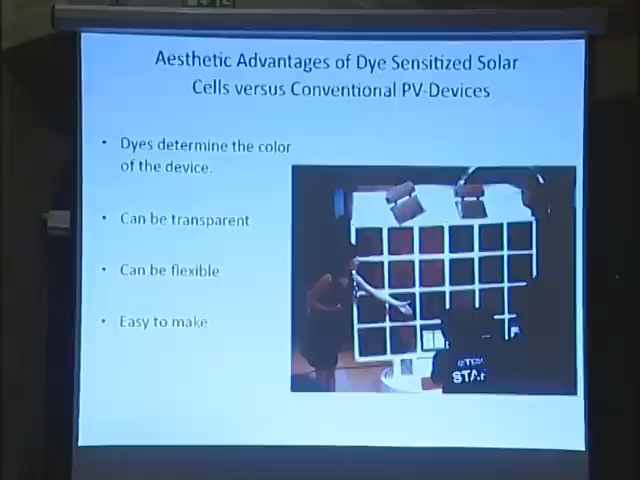 Aesthetic Advantages of Dye Sensitized Solar
Cells versus Conventional PV-Devices
• Dyes determine the color
of the device.
• Can be transparent
• Can be flexible
• Easy to make